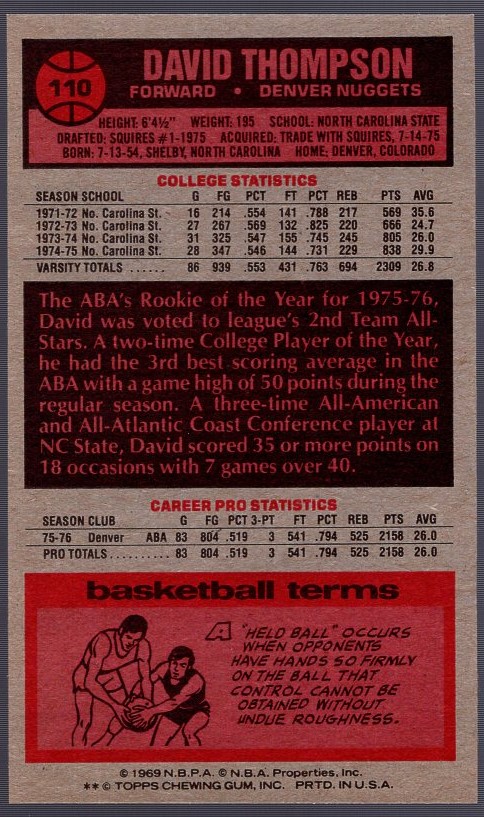 110
DAVID THOMPSON
FORWARD • DENVER NUGGETS
HEIGHT: 6'4½" WEIGHT: 195 SCHOOL: NORTH CAROLINA STATE
DRAFTED: SQUIRES #1-1975 ACQUIRED: TRADE WITH SQUIRES, 7-14-75
BORN: 7-13-54, SHELBY, NORTH CAROLINA HOME: DENVER, COLORADO
COLLEGE STATISTICS
SEASON SCHOOL G FG PCT FT PCT REB PTS AVG
1971-72 No. Carolina St. 16 214 .554 141 .788 217 569 35.6
1972-73 No. Carolina St. 27 267 .569 132 .825 220 666 24.7
1973-74 No. Carolina St. 31 325 .547 155 .745 245 805 26.0
1974-75 No. Carolina St. 28 347 .546 144 .731 229 838 29.9
VARSITY TOTALS ...... 86 939 .553 431 .763 694 2309 26.8
The ABA's Rookie of the Year for 1975-76,
David was voted to league's 2nd Team All-
Stars. A two-time College Player of the Year,
he had the 3rd best scoring average in the
ABA with a game high of 50 points during the
regular season. A three-time All-American
and All-Atlantic Coast Conference player at
NC State, David scored 35 or more points on
18 occasions with 7 games over 40.
CAREER PRO STATISTICS
SEASON CLUB G FG PCT 3-PT FT PCT REB PTS AVG
75-76 Denver ABA 83 804 .519 3 541 .794 525 2158 26.0
PRO TOTALS .......... 83 804 .519 3 541 .794 525 2158 26.0
basketball terms
A "HELD BALL" OCCURS
WHEN OPPONENTS
HAVE HANDS SO FIRMLY
ON THE BALL THAT
CONTROL CANNOT BE
OBTAINED WITHOUT
UNDUE ROUGHNESS.
© 1969 N.B.P.A. © N.B.A. Properties, Inc.
** © TOPPS CHEWING GUM, INC. PRTD. IN U.S.A.